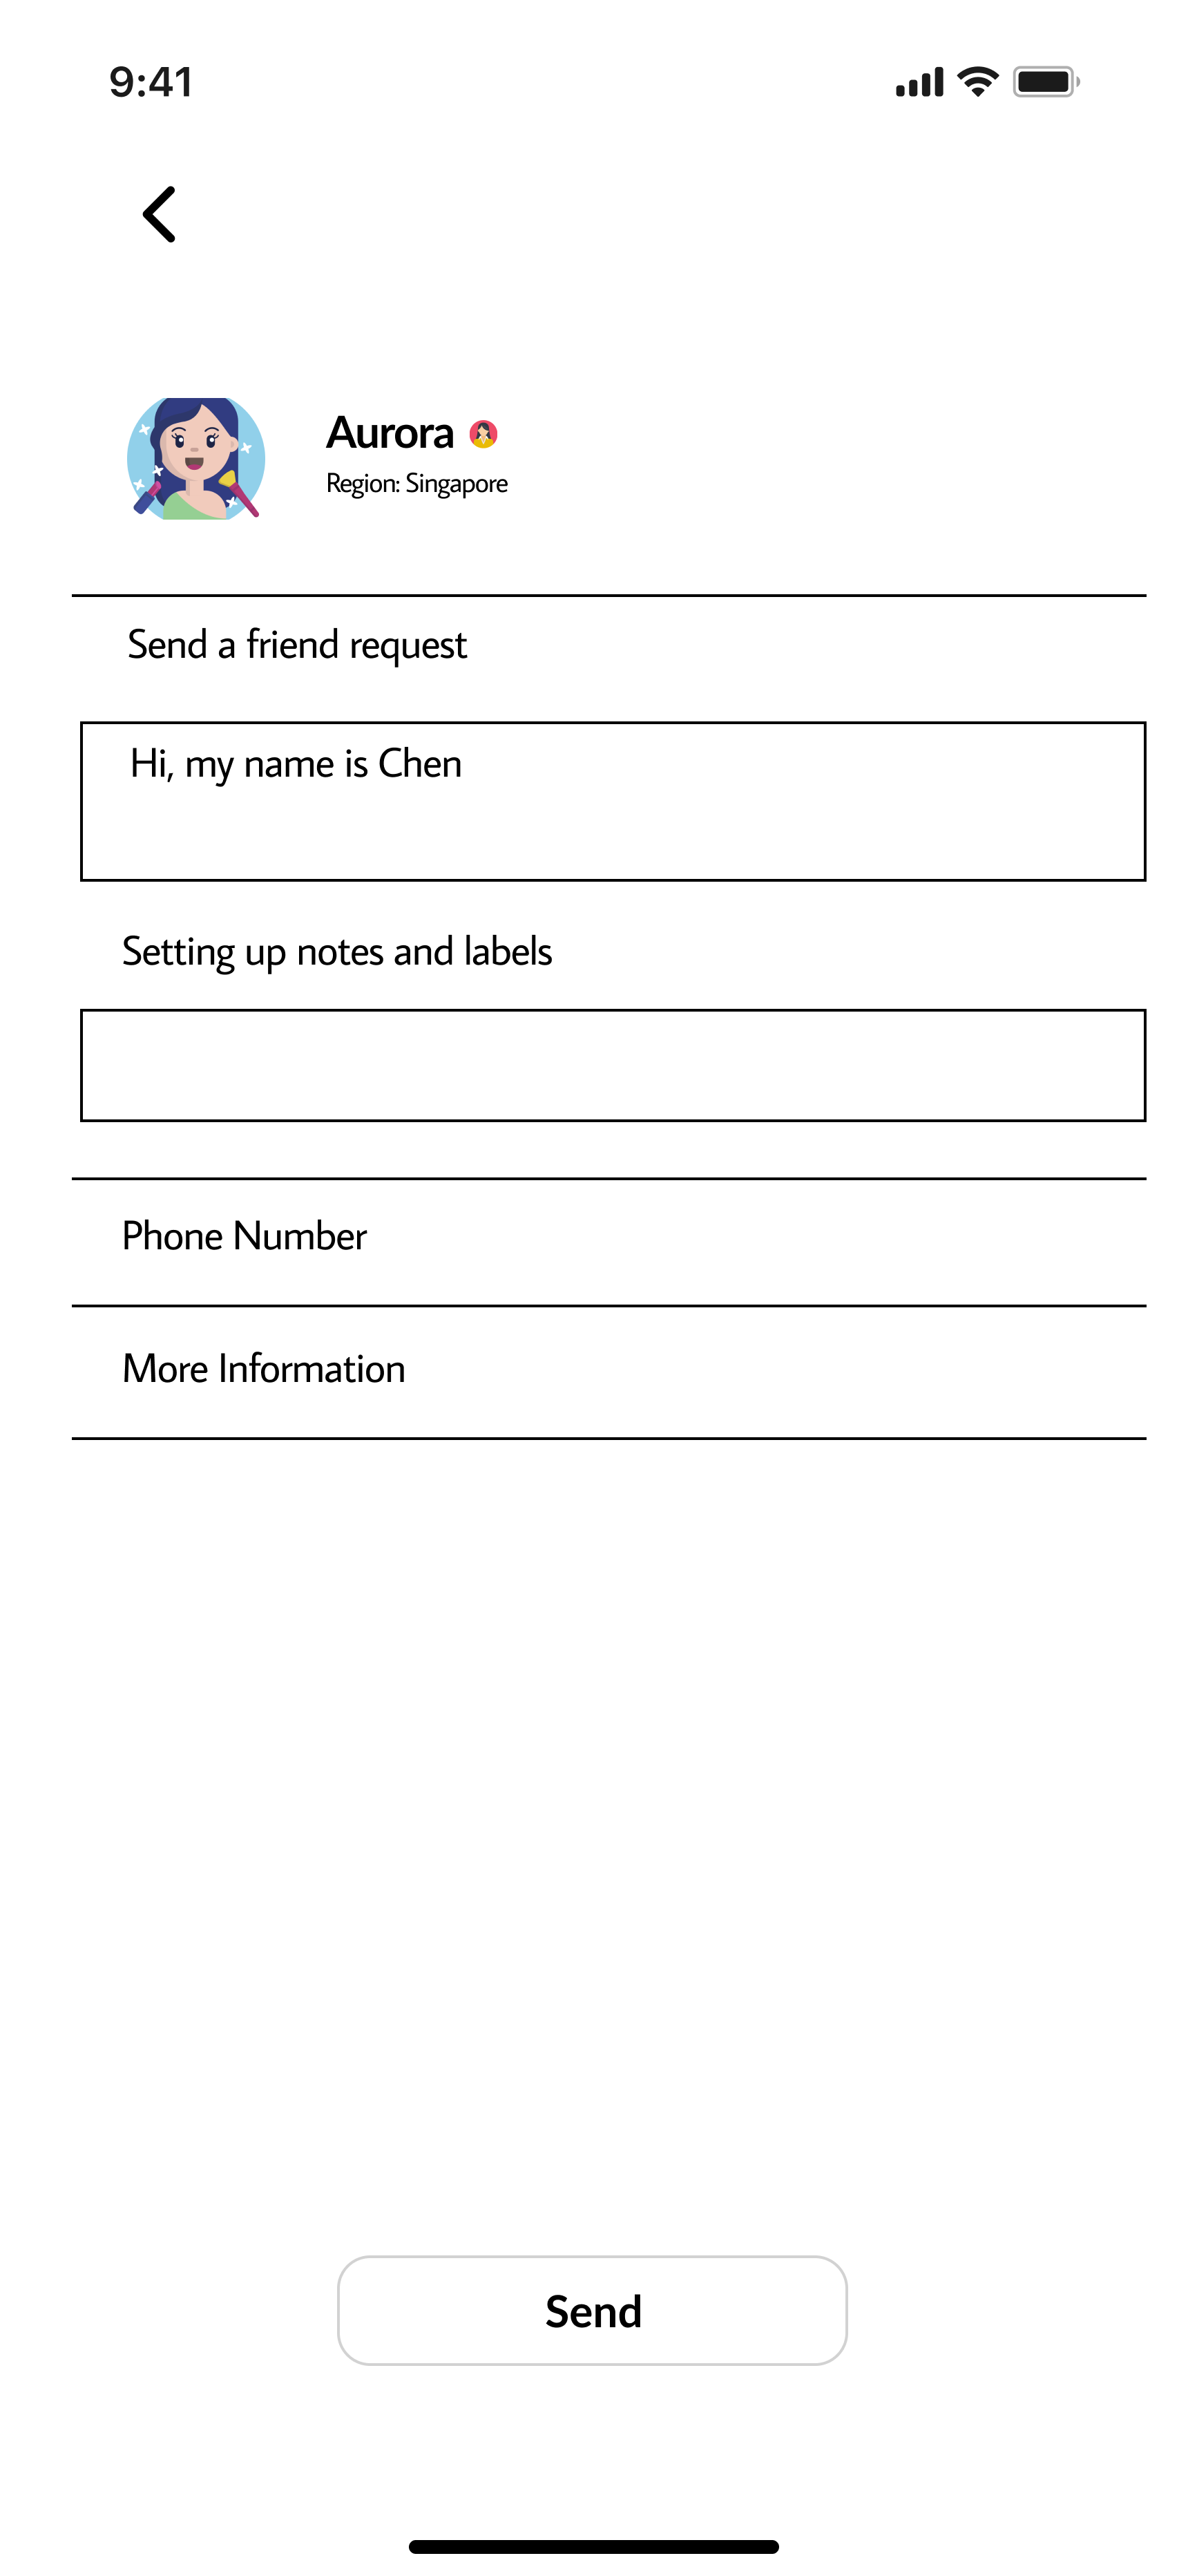 9:41
Aurora
Region: Singapore
Send a friend request
Hi, my name is Chen
Setting up notes and labels
Phone Number
More Information
Send